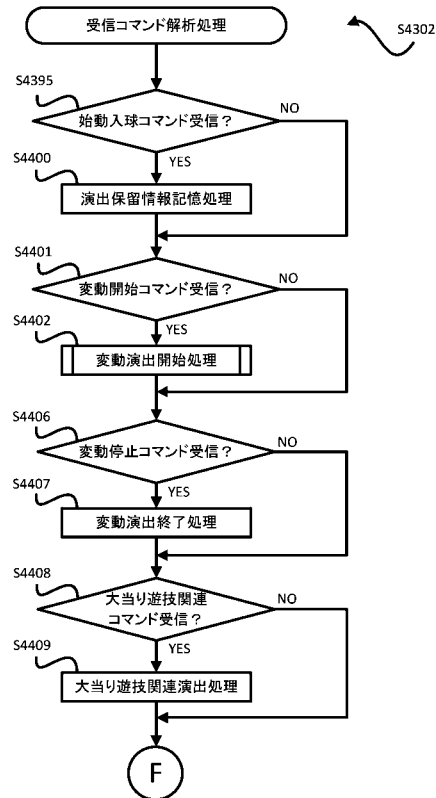 受信コマンド解析処理
S4302
S4395
始動入球コマンド受信？
NO
YES
S4400
演出保留情報記憶処理
S4401
変動開始コマンド受信？
NO
YES
S4402
変動演出開始処理
S4406
変動停止コマンド受信？
NO
YES
S4407
変動演出終了処理
S4408
大当り遊技関連
コマンド受信？
NO
YES
S4409
大当り遊技関連演出処理
F